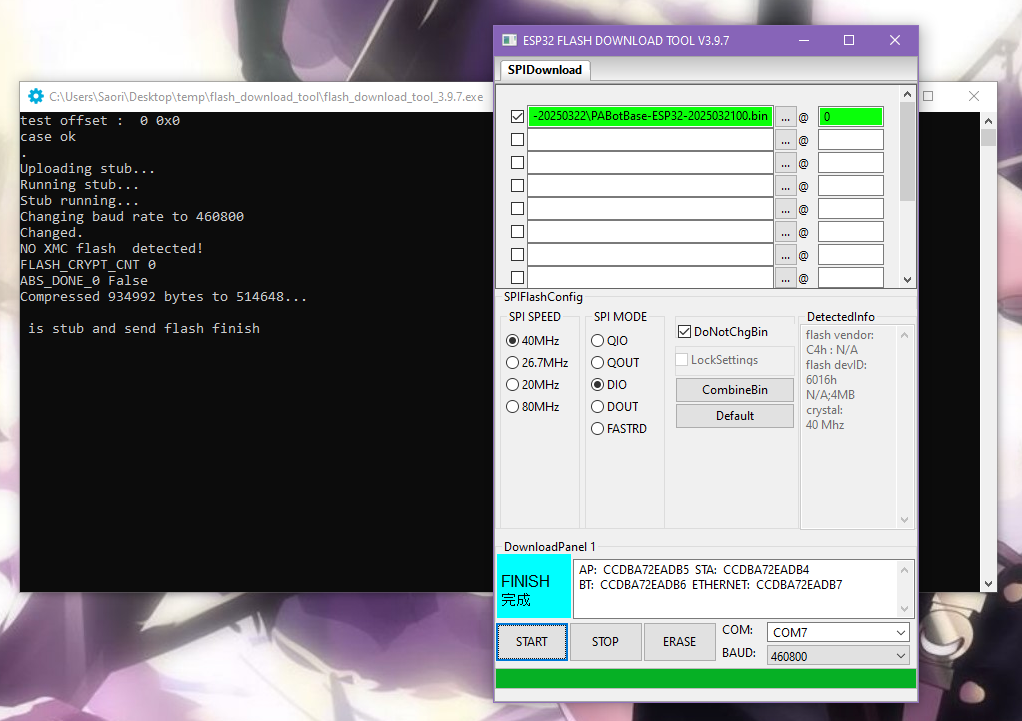 C:\Users\Saori\Desktop\temp\flash_download_tool\flash_download_tool_3.9.7.exe
test offset :  0 0x0
case ok
.
Uploading stub...
Running stub...
Stub running...
Changing baud rate to 460800
Changed.
NO XMC flash  detected!
FLASH_CRYPT_CNT 0
ABS_DONE_0 False
Compressed 934992 bytes to 514648...
is stub and send flash finish
ESP32 FLASH DOWNLOAD TOOL V3.9.7
SPIDownload
-20250322\PABotBase-ESP32-2025032100.bin ... @ 0
... @
... @
... @
... @
... @
... @
... @
SPIFlashConfig
SPI SPEED
40MHz
26.7MHz
20MHz
80MHz
SPI MODE
QIO
QOUT
DIO
DOUT
FASTRD
DoNotChgBin
LockSettings
CombineBin
Default
DetectedInfo
flash vendor:
C4h : N/A
flash devID:
6016h
N/A;4MB
crystal:
40 Mhz
DownloadPanel 1
FINISH
完成
AP: CCDBA72EADB5 STA: CCDBA72EADB4
BT: CCDBA72EADB6 ETHERNET: CCDBA72EADB7
START STOP ERASE
COM: COM7
BAUD: 460800